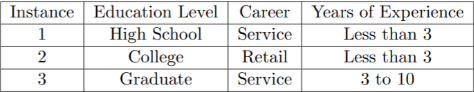 Instance Education Level Career Years of Experience
1 High School Service Less than 3
2 College Retail Less than 3
3 Graduate Service 3 to 10